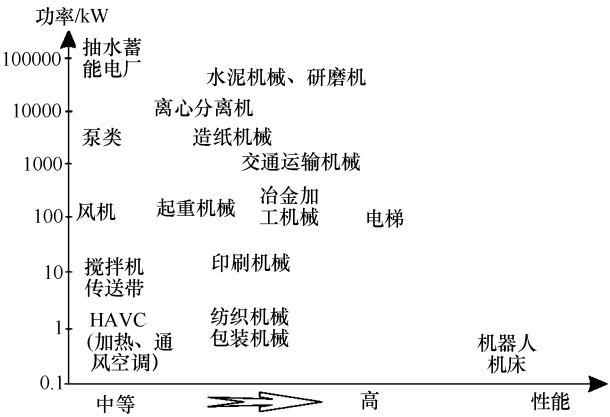 功率/kW
抽水蓄
能电厂
100000
水泥机械、研磨机
10000
离心分离机
泵类
造纸机械
1000
交通运输机械
冶金加
工机械
起重机械
风机
100
电梯
印刷机械
10
搅拌机
传送带
HAVC
(加热、通
风空调)
纺织机械
包装机械
1
机器人
机床
0.1
中等
高
性能